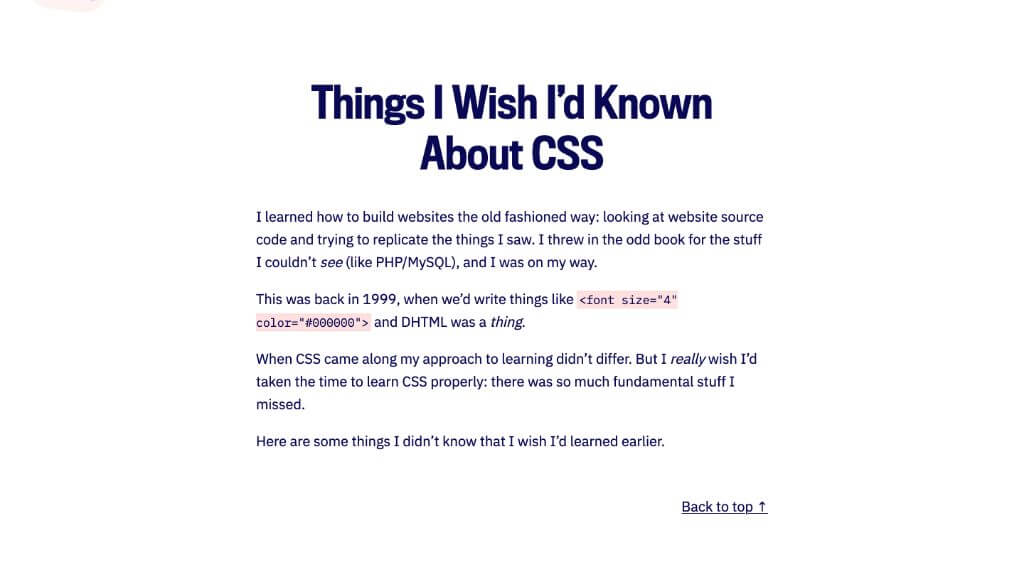 Things I Wish I’d Known
About CSS
I learned how to build websites the old fashioned way: looking at website source
code and trying to replicate the things I saw. I threw in the odd book for the stuff
I couldn’t see (like PHP/MySQL), and I was on my way.
This was back in 1999, when we’d write things like <font size="4"
color="#000000"> and DHTML was a thing.
When CSS came along my approach to learning didn’t differ. But I really wish I’d
taken the time to learn CSS properly: there was so much fundamental stuff I
missed.
Here are some things I didn’t know that I wish I’d learned earlier.
Back to top ↑